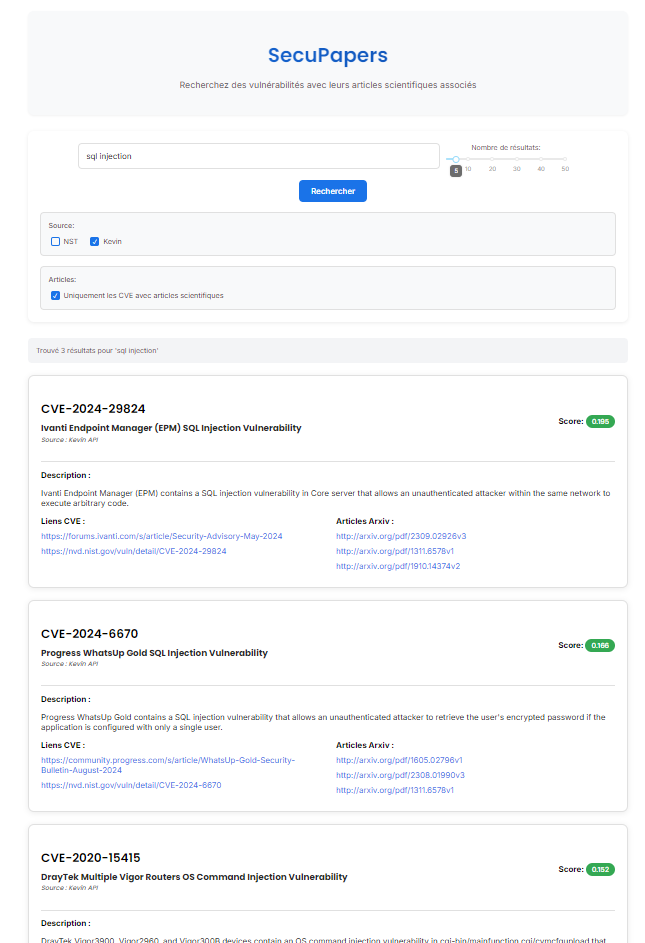 SecuPapers
Recherchez des vulnérabilités avec leurs articles scientifiques associés
sql injection
Nombre de résultats:
5 10 20 30 40 50
Rechercher
Source:
NST Kevin
Articles:
Uniquement les CVE avec articles scientifiques
Trouvé 3 résultats pour 'sql injection'
CVE-2024-29824
Ivanti Endpoint Manager (EPM) SQL Injection Vulnerability
Source : Kevin API
Score: 0.195
Description :
Ivanti Endpoint Manager (EPM) contains a SQL injection vulnerability in Core server that allows an unauthenticated attacker within the same network to
execute arbitrary code.
Liens CVE :
https://forums.ivanti.com/s/article/Security-Advisory-May-2024
https://nvd.nist.gov/vuln/detail/CVE-2024-29824
Articles Arxiv :
http://arxiv.org/pdf/2309.02926v3
http://arxiv.org/pdf/1311.6578v1
http://arxiv.org/pdf/1910.14374v2
CVE-2024-6670
Progress WhatsUp Gold SQL Injection Vulnerability
Source : Kevin API
Score: 0.166
Description :
Progress WhatsUp Gold contains a SQL injection vulnerability that allows an unauthenticated attacker to retrieve the user's encrypted password if the
application is configured with only a single user.
Liens CVE :
https://community.progress.com/s/article/WhatsUp-Gold-Security-
Bulletin-August-2024
https://nvd.nist.gov/vuln/detail/CVE-2024-6670
Articles Arxiv :
http://arxiv.org/pdf/1605.02796v1
http://arxiv.org/pdf/2308.01990v3
http://arxiv.org/pdf/1311.6578v1
CVE-2020-15415
DrayTek Multiple Vigor Routers OS Command Injection Vulnerability
Source : Kevin API
Score: 0.152
Description :
DrayTek Vigor3900, Vigor2960, and Vigor300B devices contain an OS command injection vulnerability in cgi-bin/mainfunction.cgi/cvmcfgupload that